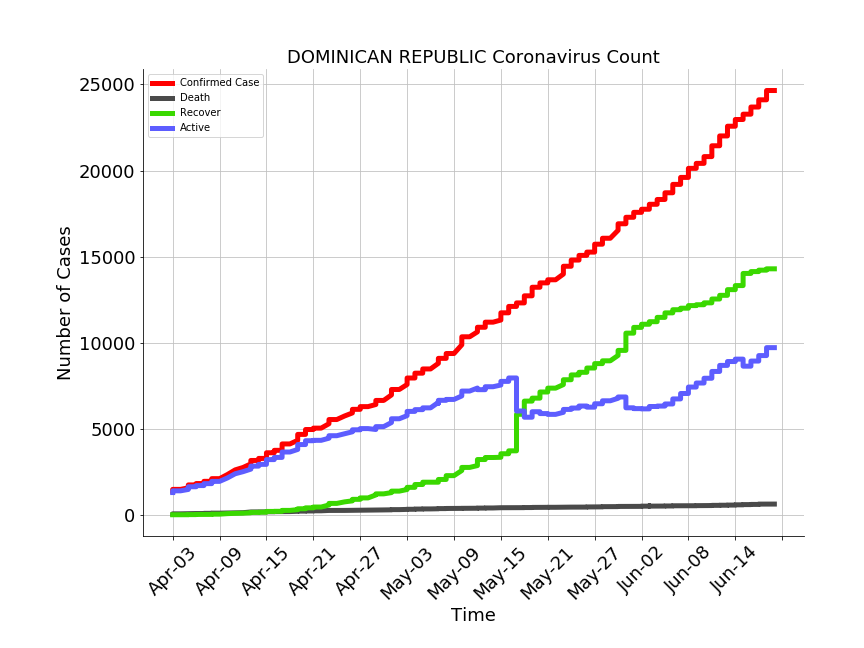 DOMINICAN REPUBLIC Coronavirus Count
Confirmed Case
Death
Recover
Active
25000
20000
15000
10000
5000
0
Number of Cases
Apr-03
Apr-09
Apr-15
Apr-21
Apr-27
May-03
May-09
May-15
May-21
May-27
Jun-02
Jun-08
Jun-14
Time